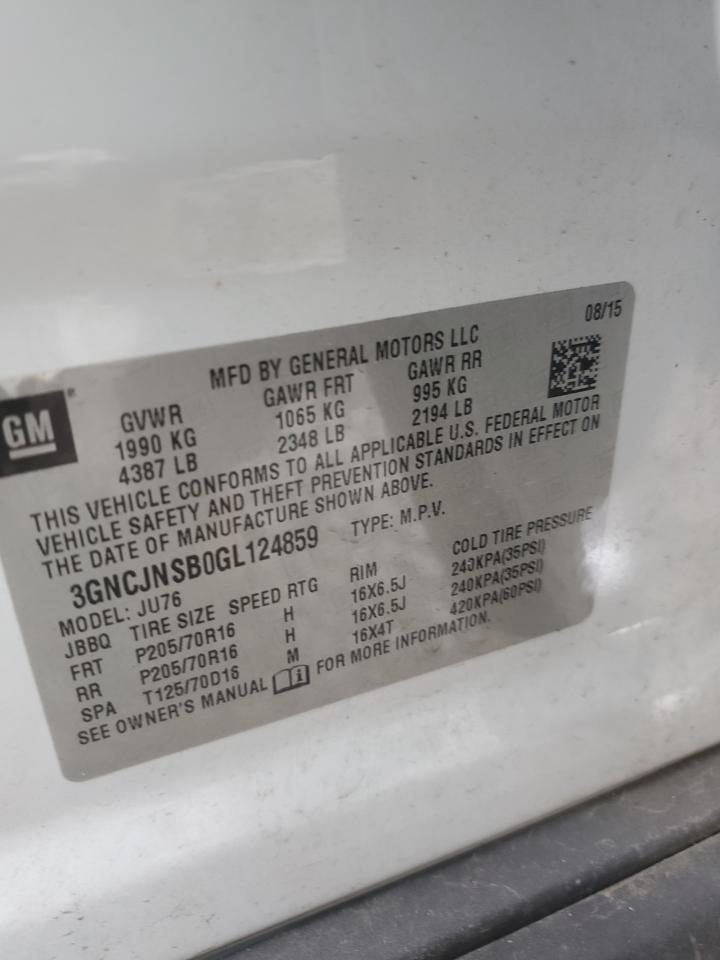 08/15
MFD BY GENERAL MOTORS LLC
GM
GVWR GAWR FRT GAWR RR
1990 KG 1065 KG 995 KG
4387 LB 2348 LB 2194 LB
THIS VEHICLE CONFORMS TO ALL APPLICABLE U.S. FEDERAL MOTOR
VEHICLE SAFETY AND THEFT PREVENTION STANDARDS IN EFFECT ON
THE DATE OF MANUFACTURE SHOWN ABOVE.
3GNCJNSB0GL124859 TYPE: M.P.V.
MODEL: JU76
JBBQ TIRE SIZE SPEED RTG RIM COLD TIRE PRESSURE
FRT P205/70R16 H 16X6.5J 240KPA(35PSI)
RR P205/70R16 H 16X6.5J 240KPA(35PSI)
SPA T125/70D16 M 16X4T 420KPA(60PSI)
SEE OWNER'S MANUAL FOR MORE INFORMATION.